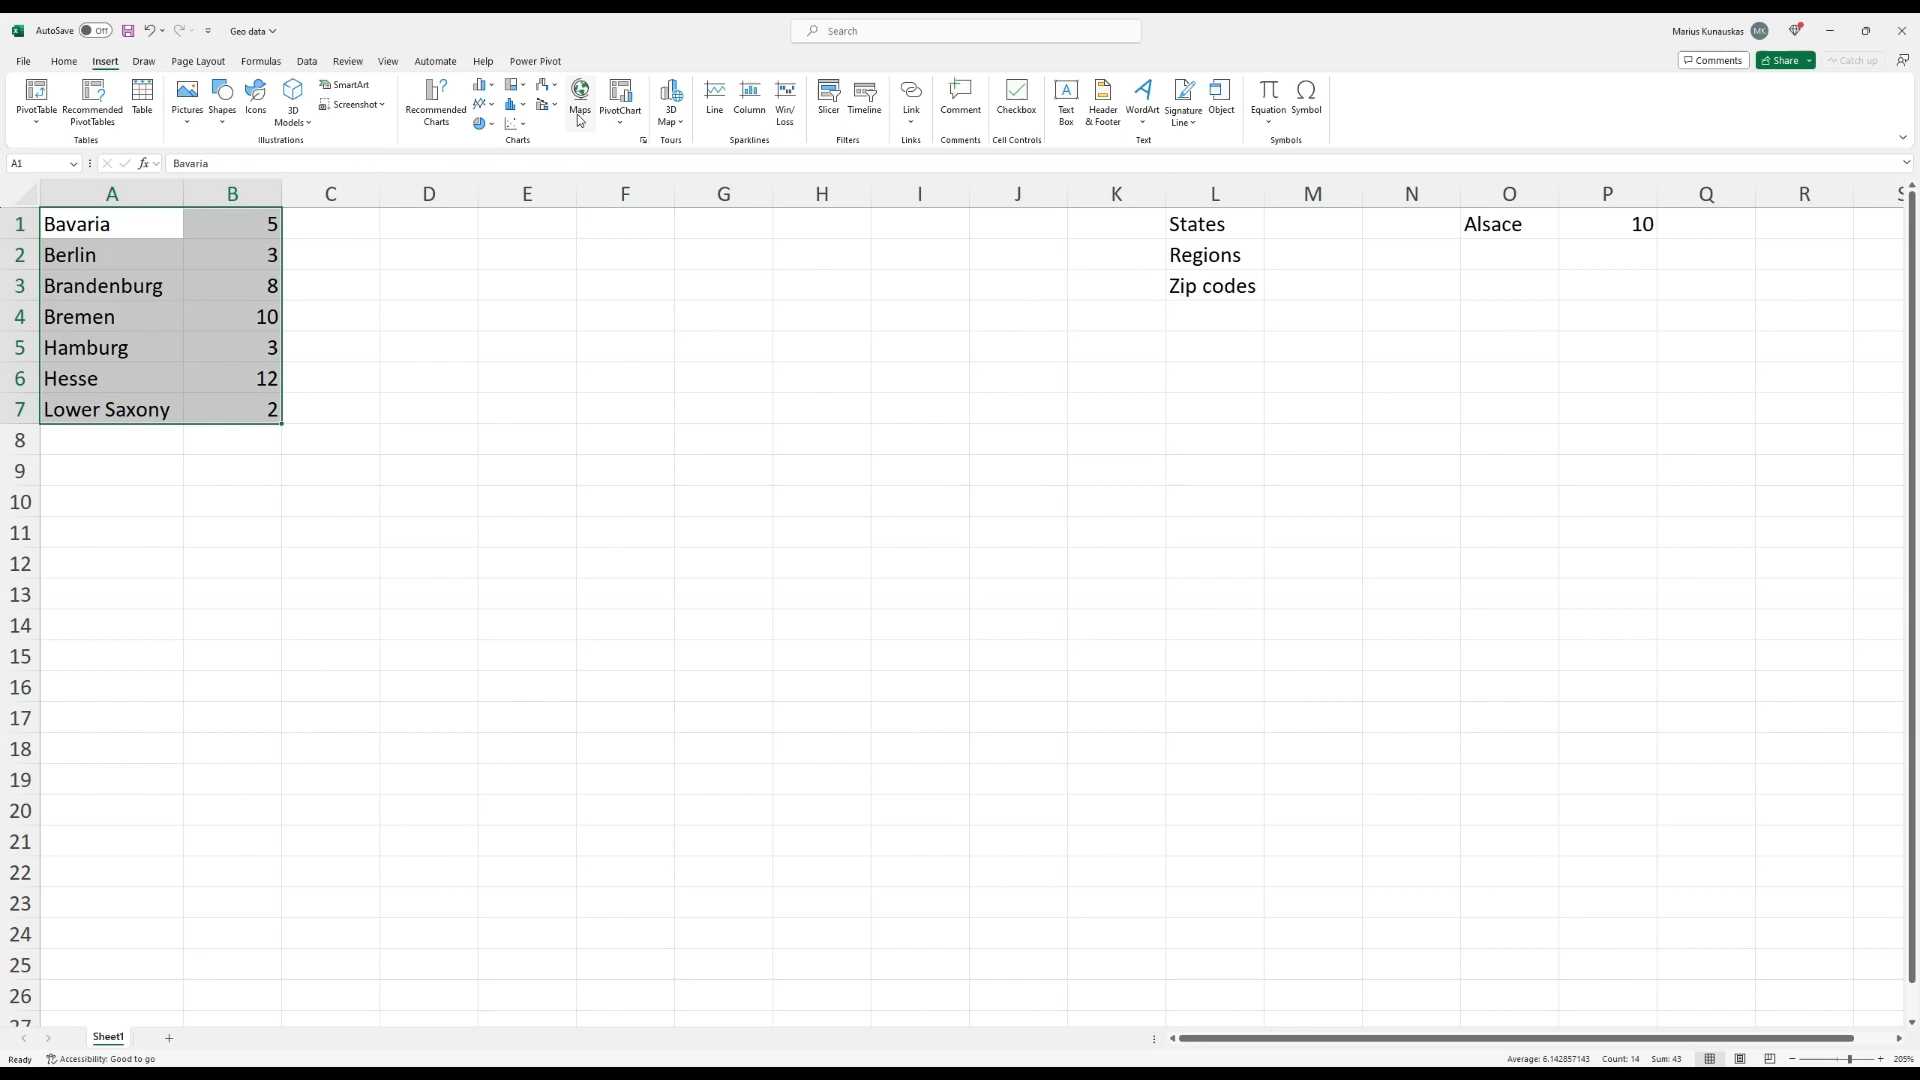 AutoSave Off Geo data Search Marius Kunauskas MK
File Home Insert Draw Page Layout Formulas Data Review View Automate Help Power Pivot Comments Share Catch up
PivotTable Recommended PivotTables Table Pictures Shapes Icons 3D Models SmartArt Screenshot Recommended Charts Maps PivotChart 3D Map Line Column Win/Loss Slicer Timeline Link Comment Checkbox Text Box Header & Footer WordArt Signature Line Object Equation Symbol
Tables Illustrations Charts Tours Sparklines Filters Links Comments Cell Controls Text Symbols
A1 fx Bavaria
A B C D E F G H I J K L M N O P Q R S
1 Bavaria 5 States Alsace 10
2 Berlin 3 Regions
3 Brandenburg 8 Zip codes
4 Bremen 10
5 Hamburg 3
6 Hesse 12
7 Lower Saxony 2
8
9
10
11
12
13
14
15
16
17
18
19
20
21
22
23
24
25
26
27
Sheet1
Ready Accessibility: Good to go Average: 6.142857143 Count: 14 Sum: 43 205%